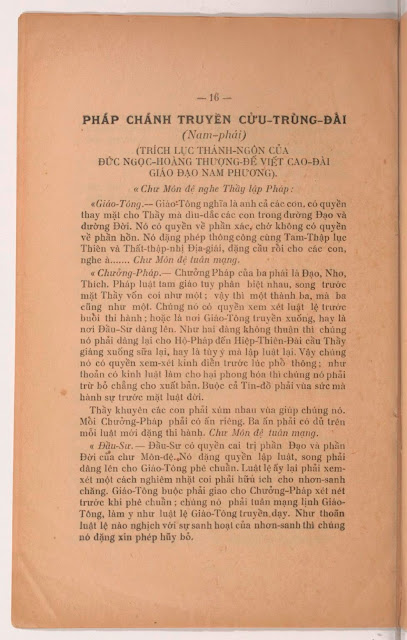 — 16 —
PHÁP CHÁNH TRUYỀN CỬU-TRÙNG-ĐÀI
(Nam-phái)
(TRÍCH LỤC THÁNH-NGÔN CỦA
ĐỨC NGỌC-HOÀNG THƯỢNG-ĐẾ VIỆT CAO-ĐÀI
GIÁO ĐẠO NAM PHƯƠNG).
« Chư Môn đệ nghe Thầy lập Pháp:
«Giáo-Tông.— Giáo-Tông nghĩa là anh cả các con, có quyền
thay mặt cho Thầy mà dìu-dắc các con trong đường Đạo và
đường Đời. Nó có quyền về phần xác, chớ không có quyền
về phần hồn. Nó đặng phép thông công cùng Tam-Thập lục
Thiên và Thất-thập-nhị Địa-giái, đặng cầu rồi cho các con,
nghe à....... Chư Môn đệ tuân mạng.
«Chưởng-Pháp.— Chưởng Pháp của ba phái là Đạo, Nho,
Thích. Pháp luật tam giáo tuy phân biệt nhau, song trước
mặt Thầy vốn coi như một; vậy thì một thành ba, mà ba
cũng như một. Chúng nó có quyền xem xét luật lệ trước
buổi thi hành; hoặc là nơi Giáo-Tông truyền xuống, hay là
nơi Đầu-Sư dâng lên. Như hai đàng không thuận thì chúng
nó phải dâng lại cho Hộ-Pháp đến Hiệp-Thiên-Đài cầu Thầy
giáng xuống sữa lại, hay là tùy ý mà lập luật lại. Vậy chúng
nó có quyền xem-xét kinh điển trước lúc phổ thông; như
thoản có kinh luật làm cho hại phong hóa thì chúng nó phải
trừ bỏ chẳng cho xuất bản. Buộc cả Tín-đồ phải vùa sức mà
hành sự trước mặt luật đời.
Thầy khuyên các con phải xúm nhau vùa giúp chúng nó.
Mỗi Chưởng-Pháp phải có ấn riêng. Ba ấn phải có đủ trên
mỗi luật mới đặng thi hành. Chư Môn đệ tuân mạng.
« Đầu-Sư.— Đầu-Sư có quyền cai trị phần Đạo và phần
Đời của chư Môn-đệ. Nó đặng quyền lập luật, song phải
dâng lên cho Giáo-Tông phê chuẩn. Luật lệ ấy lại phải xem-
xét một cách nghiêm nhặt coi phải hữu ích cho nhơn-sanh
chăng. Giáo-Tông buộc phải giao cho Chưởng-Pháp xét nét
trước khi phê chuẩn; chúng nó phải tuân mạng lịnh Giáo-
Tông, làm y như luật lệ Giáo-Tông truyền dạy. Như thoản
luật lệ nào nghịch với sự sanh hoạt của nhơn-sanh thì chúng
nó đặng xin phép hũy bỏ.